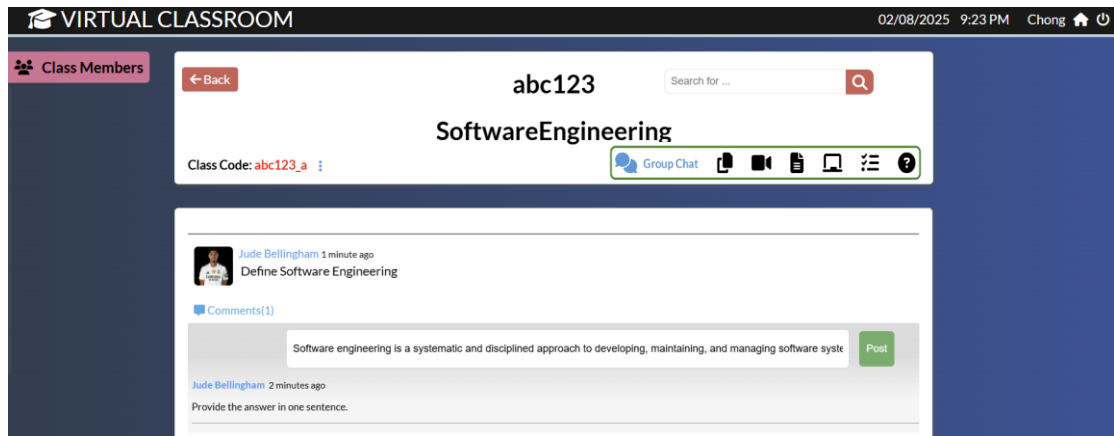 VIRTUAL CLASSROOM
02/08/2025 9:23 PM Chong
Class Members
Back
abc123
Search for ...
SoftwareEngineering
Class Code: abc123_a
Group Chat
Jude Bellingham 1 minute ago
Define Software Engineering
Comments(1)
Software engineering is a systematic and disciplined approach to developing, maintaining, and managing software syste
Post
Jude Bellingham 2 minutes ago
Provide the answer in one sentence.